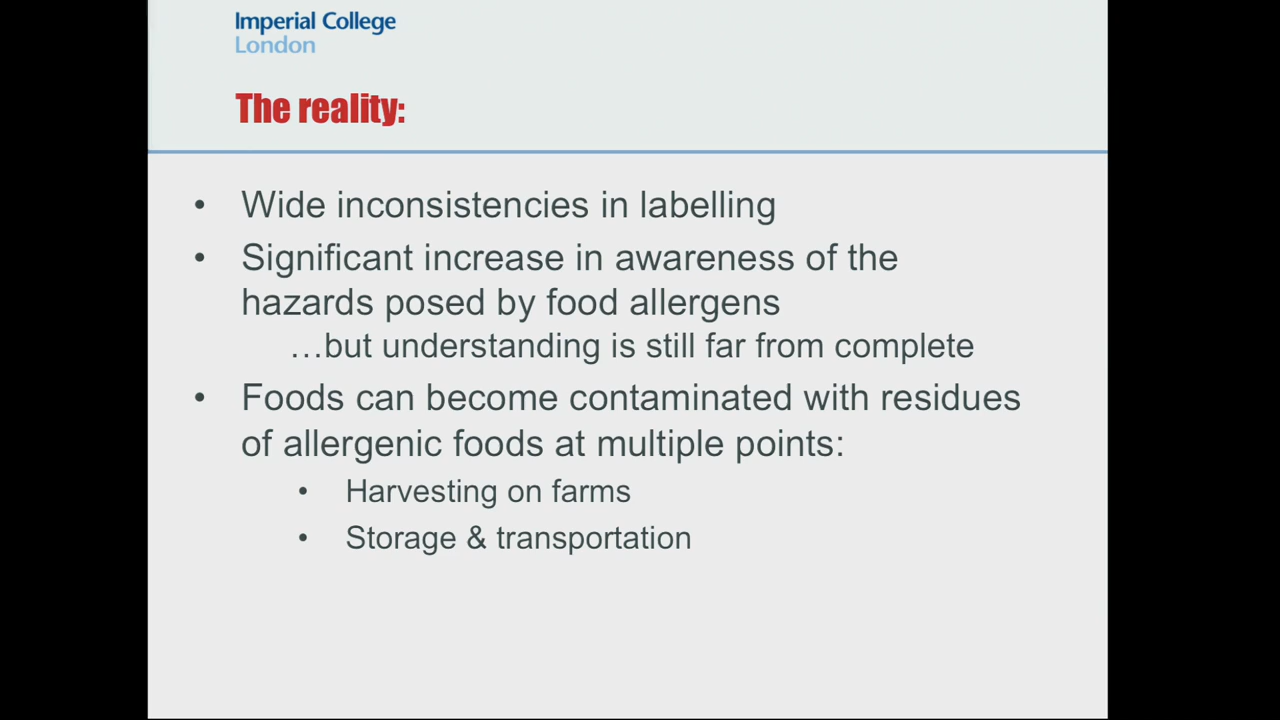 Imperial College
London
The reality:
• Wide inconsistencies in labelling
• Significant increase in awareness of the
hazards posed by food allergens
…but understanding is still far from complete
• Foods can become contaminated with residues
of allergenic foods at multiple points:
• Harvesting on farms
• Storage & transportation